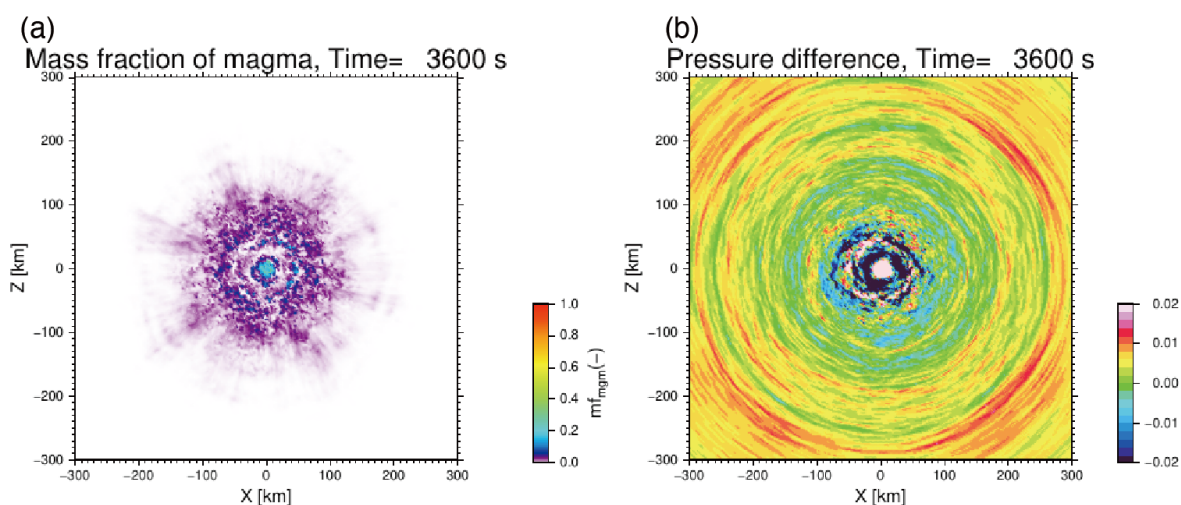 (a)
Mass fraction of magma, Time= 3600 s
300
200
100
0
−100
−200
−300
Z [km]
−300 −200 −100 0 100 200 300
X [km]
1.0
0.8
0.6
0.4
0.2
0.0
mf_mgm(−)
(b)
Pressure difference, Time= 3600 s
300
200
100
0
−100
−200
−300
Z [km]
−300 −200 −100 0 100 200 300
X [km]
0.02
0.01
0.00
−0.01
−0.02